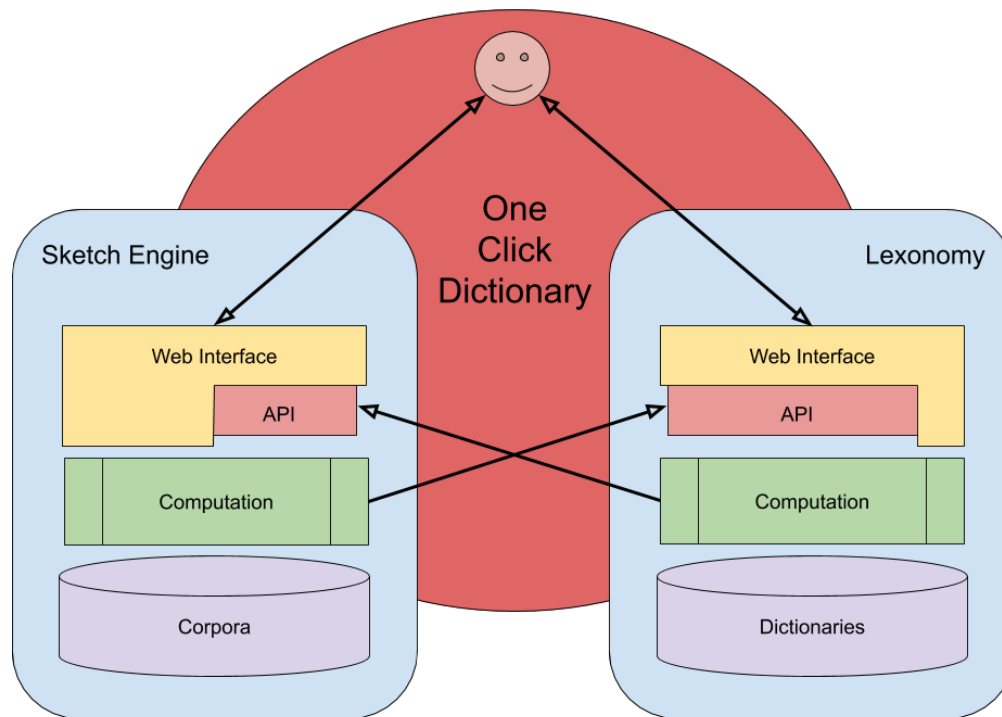 One
Click
Dictionary
Sketch Engine
Web Interface
API
Computation
Corpora
Lexonomy
Web Interface
API
Computation
Dictionaries